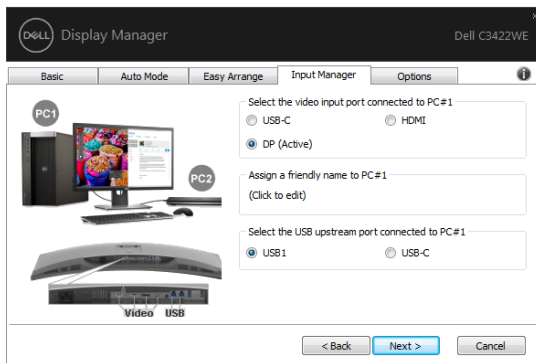 DELL Display Manager
Dell C3422WE
Basic Auto Mode Easy Arrange Input Manager Options
PC1
PC2
Video USB
Select the video input port connected to PC#1
USB-C HDMI
DP (Active)
Assign a friendly name to PC#1
(Click to edit)
Select the USB upstream port connected to PC#1
USB1 USB-C
< Back Next > Cancel